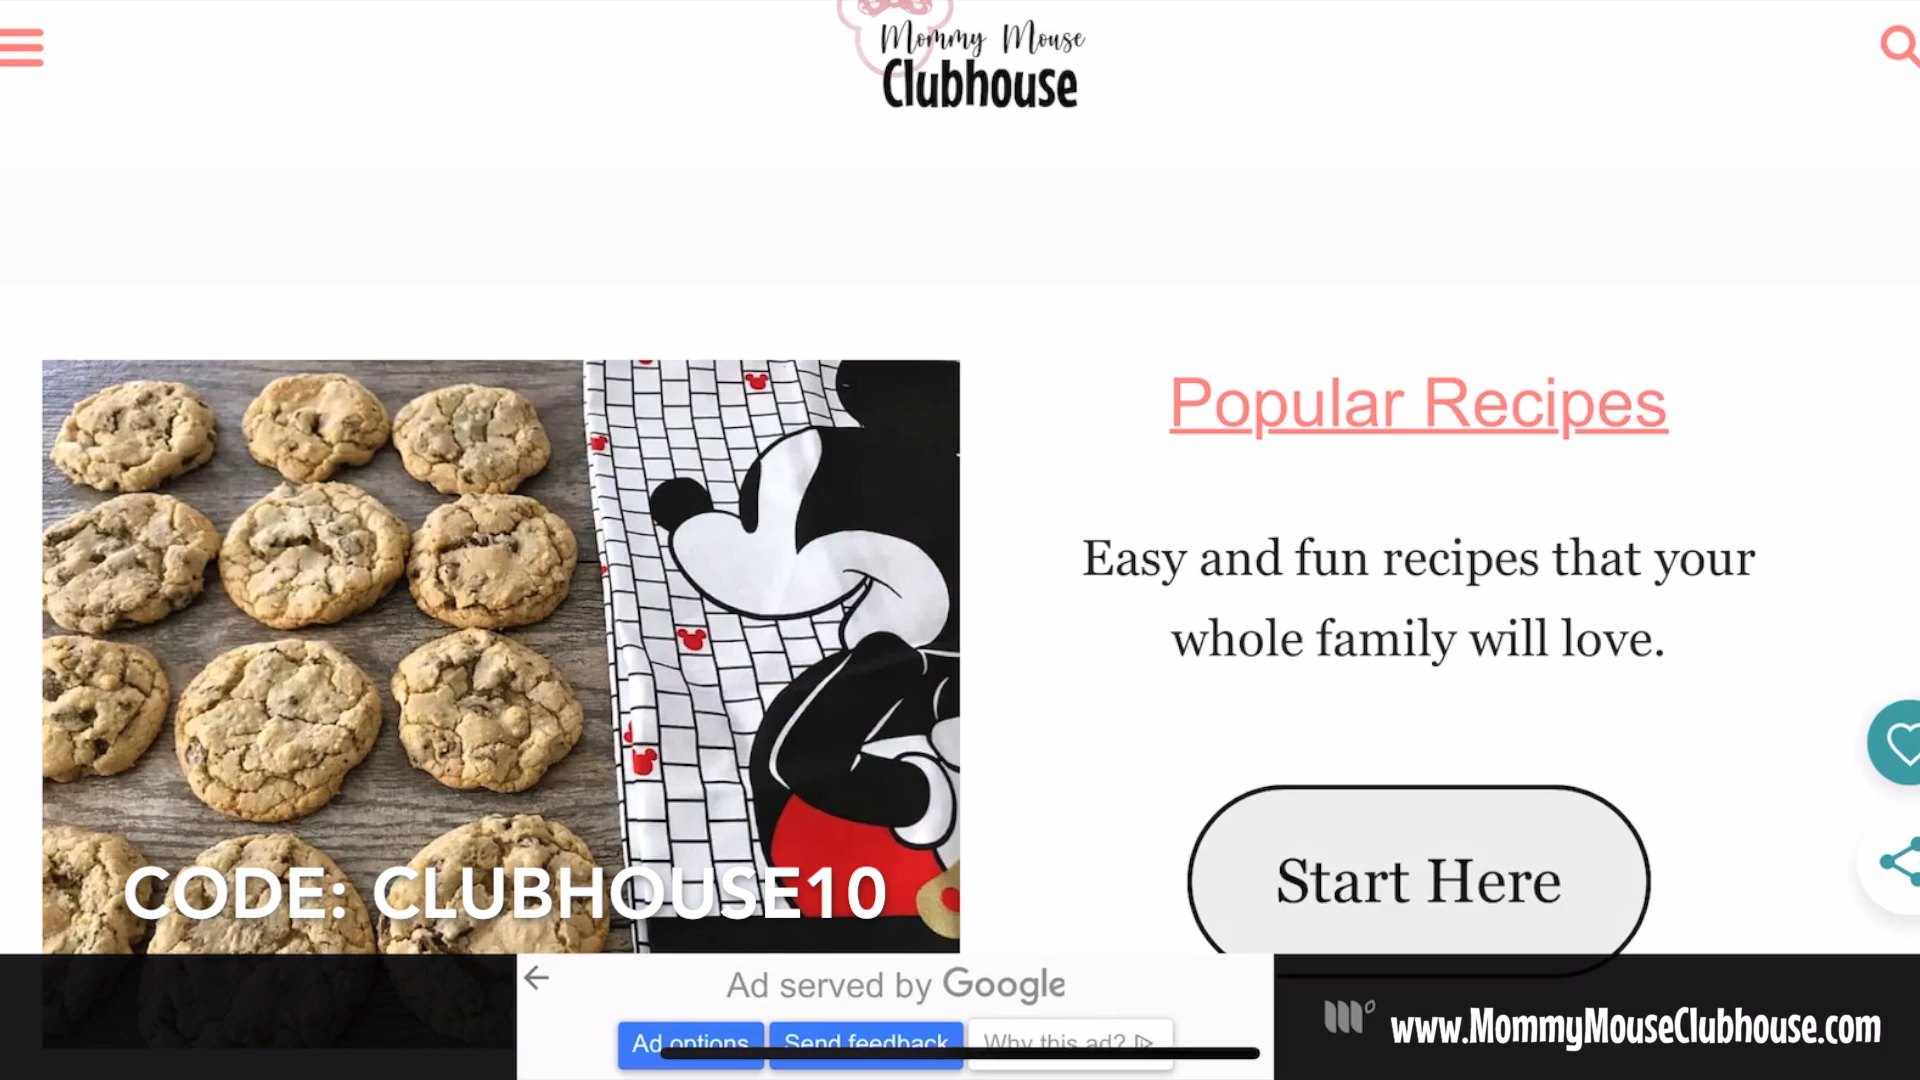 Mommy Mouse
Clubhouse
Popular Recipes
Easy and fun recipes that your
whole family will love.
Start Here
CODE: CLUBHOUSE10
Ad served by Google
Ad options
Send feedback
Why this ad?
www.MommyMouseClubhouse.com